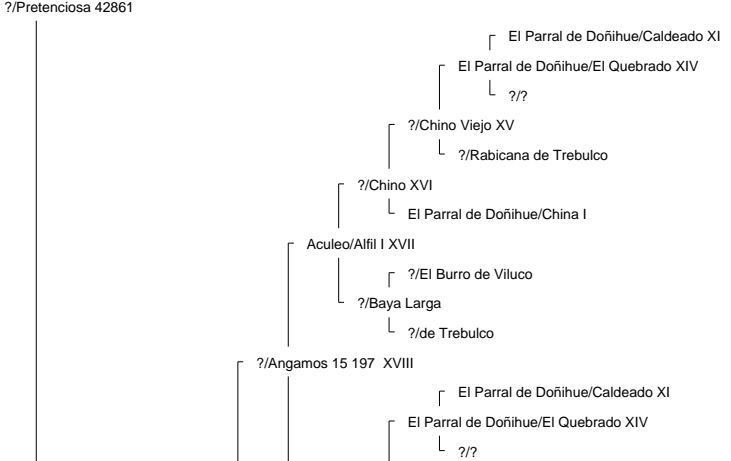 ?/Pretenciosa 42861
El Parral de Doñihue/Caldeado XI
El Parral de Doñihue/El Quebrado XIV
?/?
?/Chino Viejo XV
?/Rabicana de Trebulco
?/Chino XVI
El Parral de Doñihue/China I
Aculeo/Alfil I XVII
?/El Burro de Viluco
?/Baya Larga
?/de Trebulco
?/Angamos 15 197  XVIII
El Parral de Doñihue/Caldeado XI
El Parral de Doñihue/El Quebrado XIV
?/?